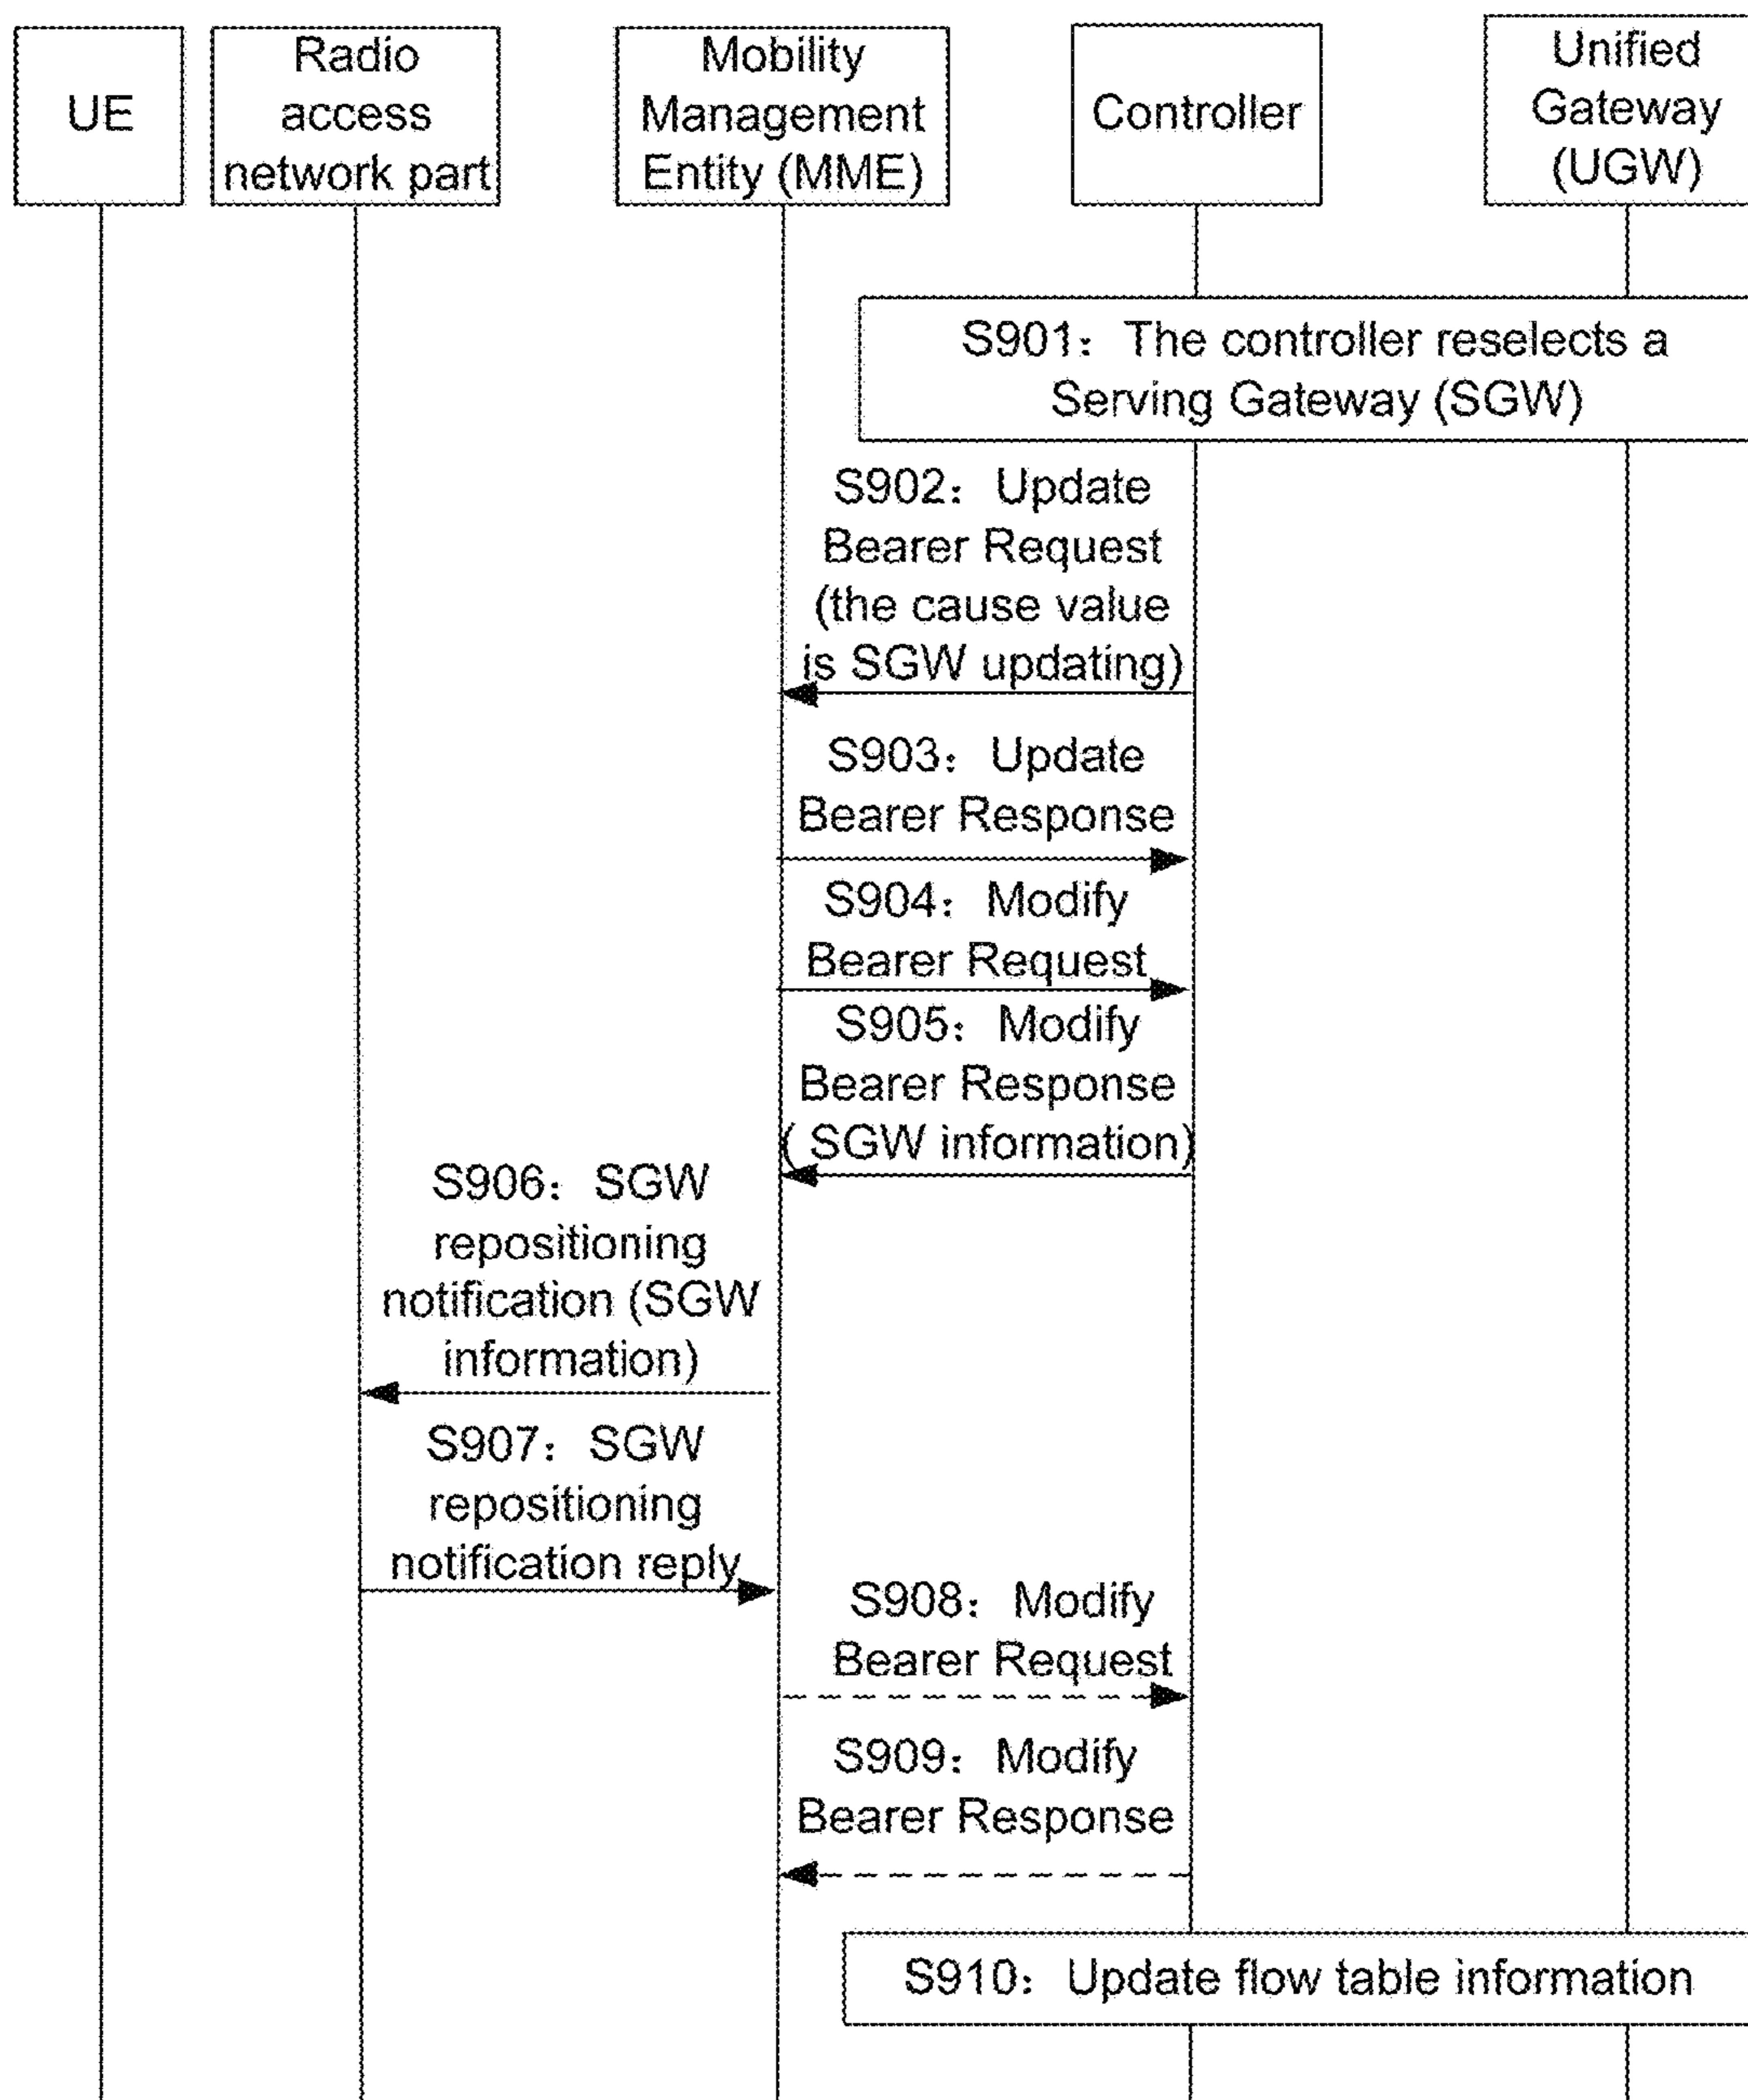 UE
Radio
access
network part
Mobility
Management
Entity (MME)
Controller
Unified
Gateway
(UGW)
S901: The controller reselects a
Serving Gateway (SGW)
S902: Update
Bearer Request
(the cause value
is SGW updating)
S903: Update
Bearer Response
S904: Modify
Bearer Request
S905: Modify
Bearer Response
( SGW information)
S906: SGW
repositioning
notification (SGW
information)
S907: SGW
repositioning
notification reply
S908: Modify
Bearer Request
S909: Modify
Bearer Response
S910: Update flow table information